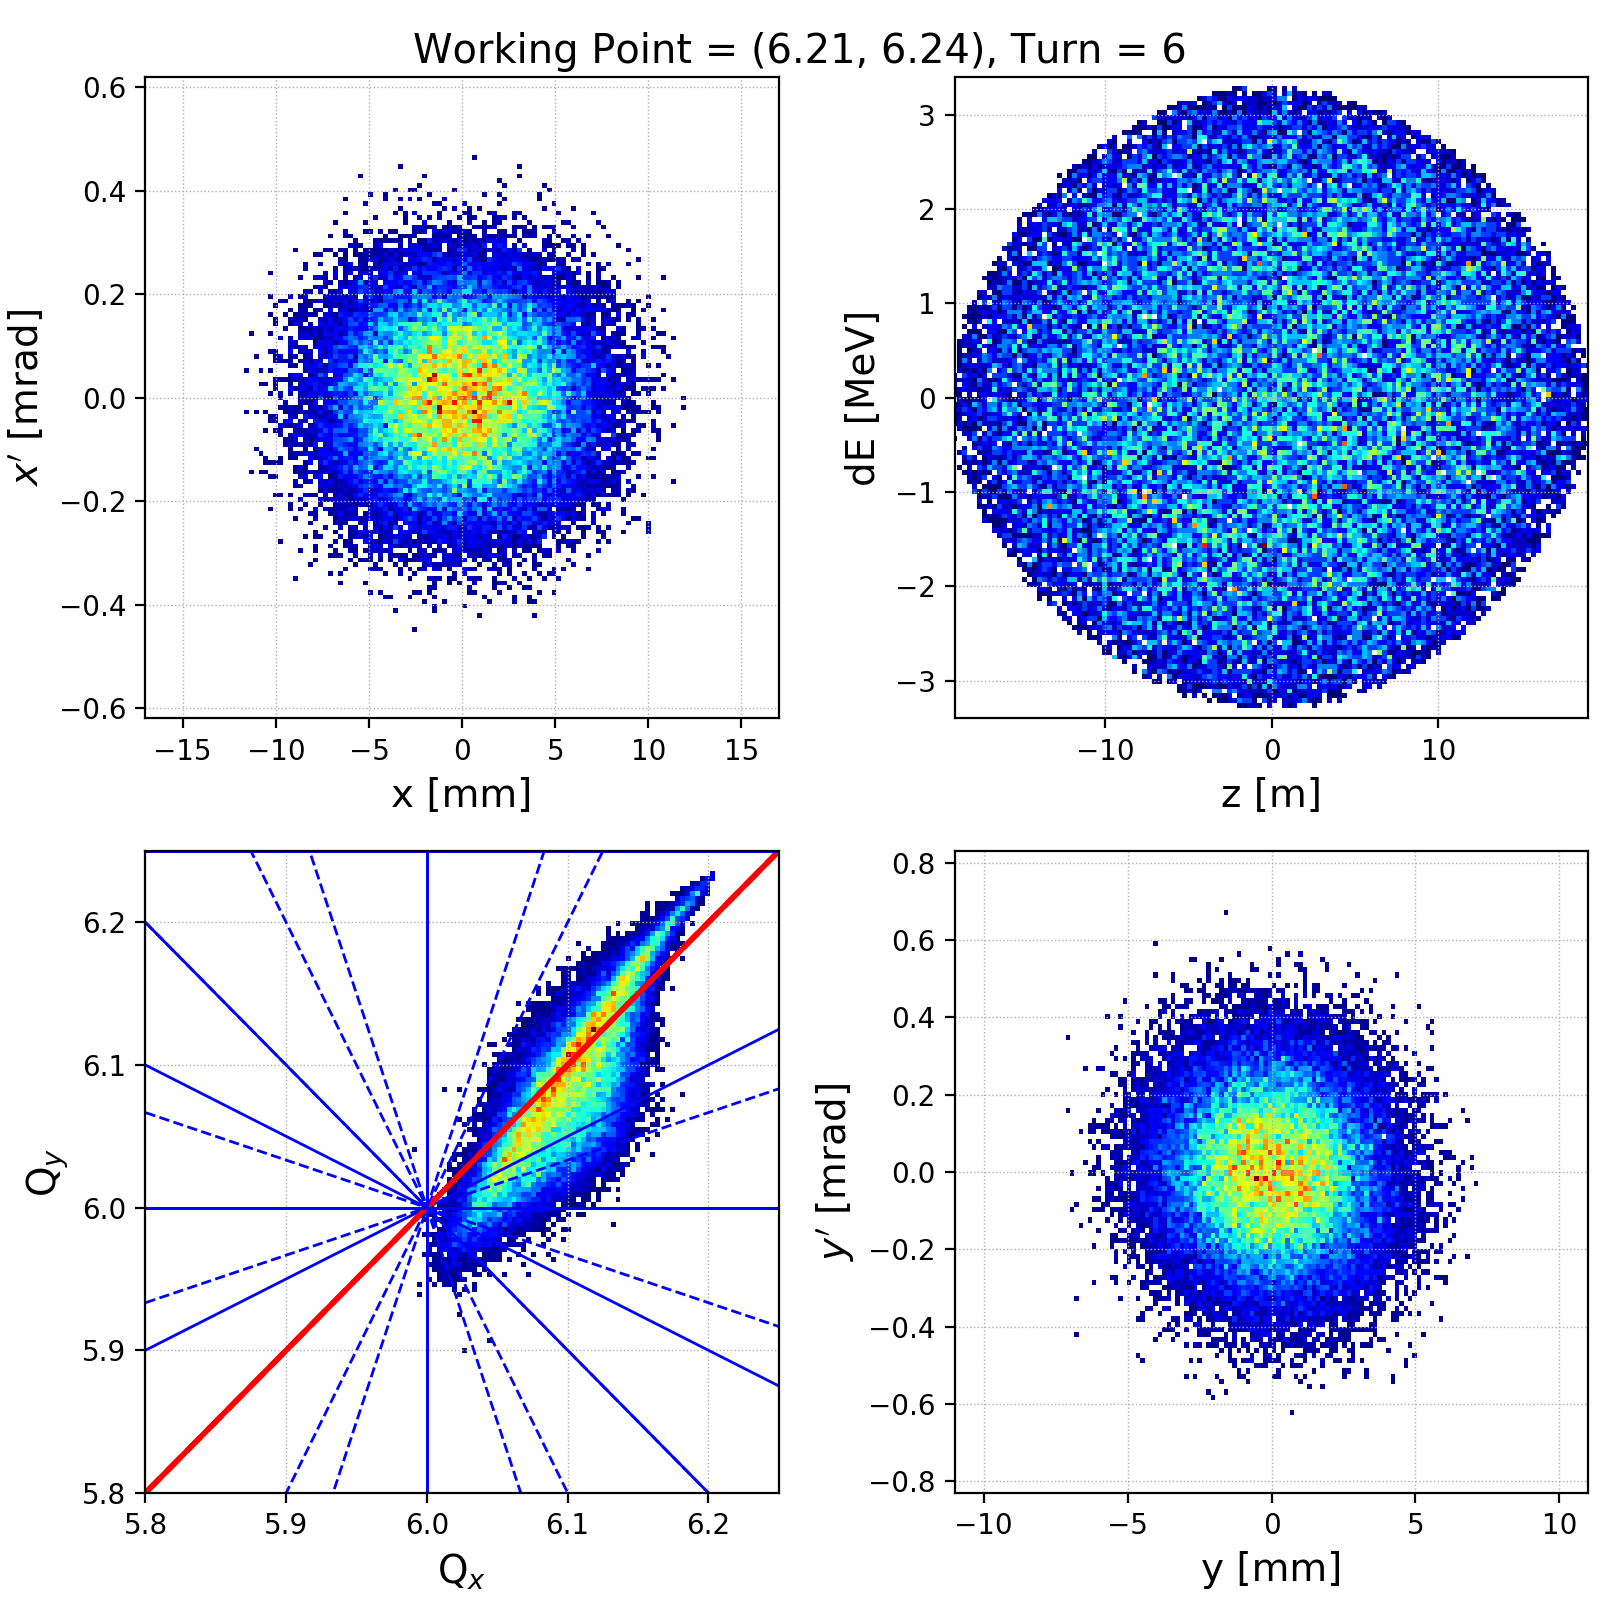 Working Point = (6.21, 6.24), Turn = 6
0.6
0.4
0.2
0.0
−0.2
−0.4
−0.6
x′ [mrad]
−15 −10 −5 0 5 10 15
x [mm]
3
2
1
0
−1
−2
−3
dE [MeV]
−10 0 10
z [m]
6.2
6.1
6.0
5.9
5.8
Qy
5.8 5.9 6.0 6.1 6.2
Qx
0.8
0.6
0.4
0.2
0.0
−0.2
−0.4
−0.6
−0.8
y′ [mrad]
−10 −5 0 5 10
y [mm]